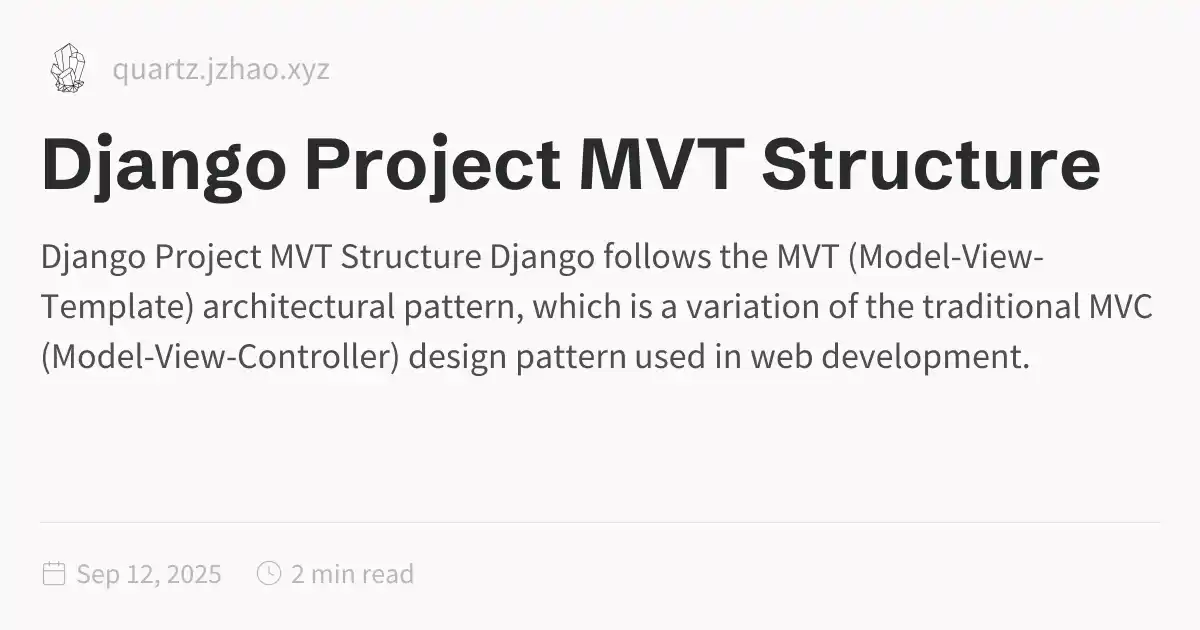 quartz.jzhao.xyz
Django Project MVT Structure
Django Project MVT Structure Django follows the MVT (Model-View-
Template) architectural pattern, which is a variation of the traditional MVC
(Model-View-Controller) design pattern used in web development.
Sep 12, 2025 2 min read